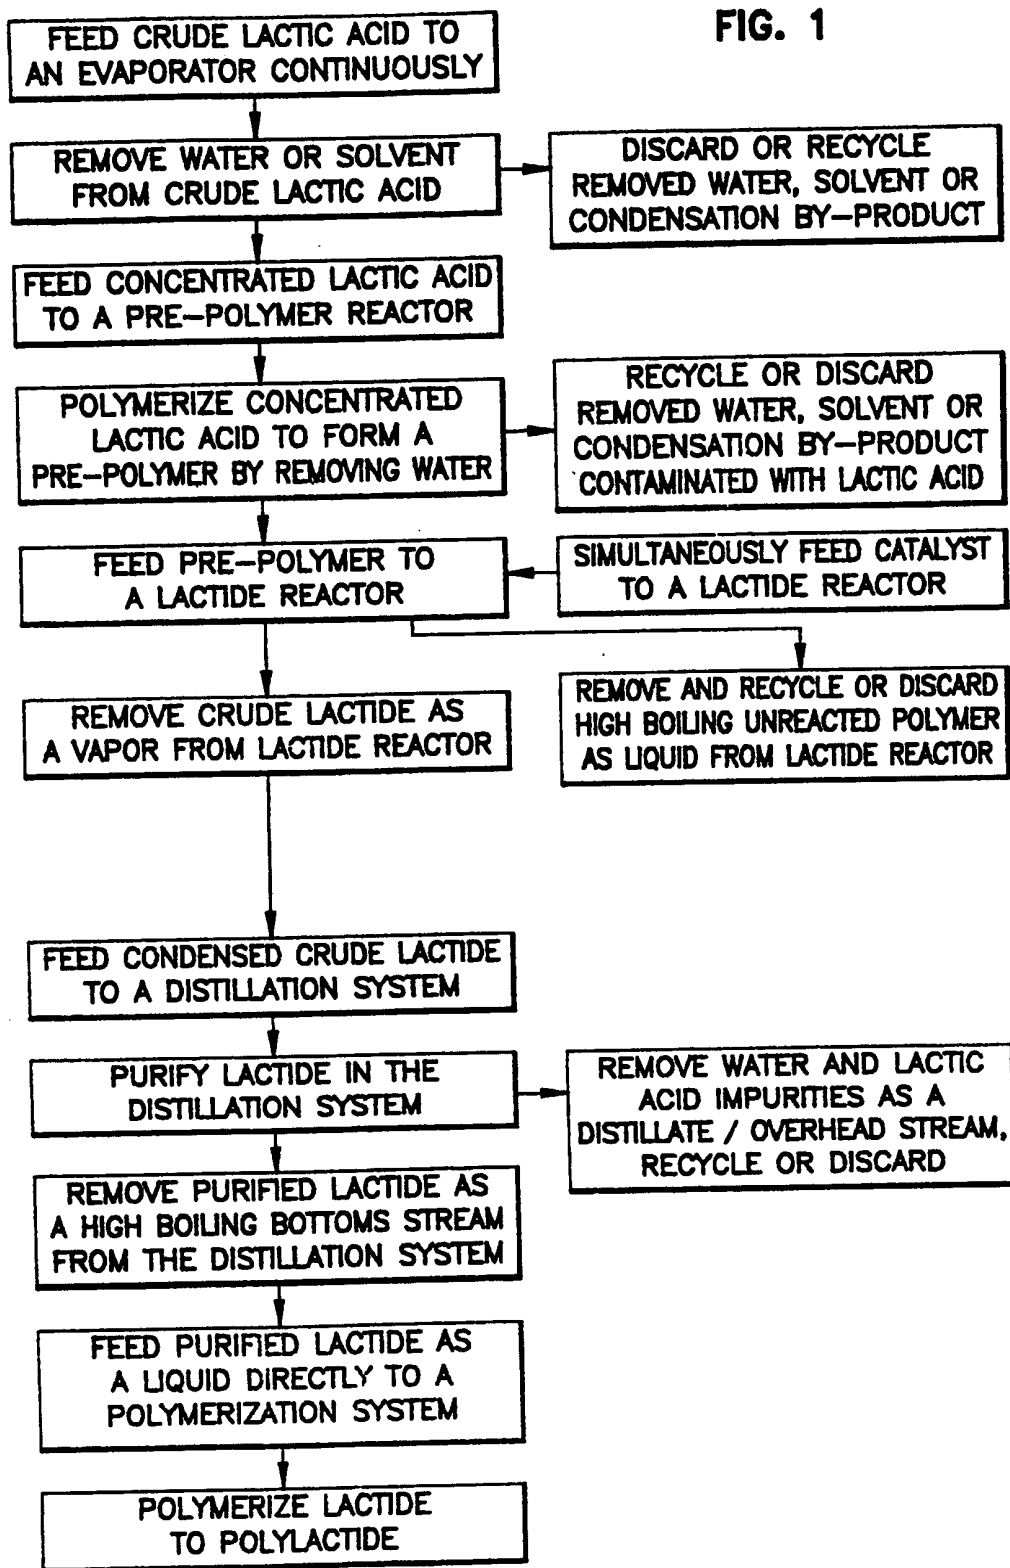 FIG. 1
FEED CRUDE LACTIC ACID TO
AN EVAPORATOR CONTINUOUSLY
REMOVE WATER OR SOLVENT
FROM CRUDE LACTIC ACID
DISCARD OR RECYCLE
REMOVED WATER, SOLVENT OR
CONDENSATION BY-PRODUCT
FEED CONCENTRATED LACTIC ACID
TO A PRE-POLYMER REACTOR
POLYMERIZE CONCENTRATED
LACTIC ACID TO FORM A
PRE-POLYMER BY REMOVING WATER
RECYCLE OR DISCARD
REMOVED WATER, SOLVENT OR
CONDENSATION BY-PRODUCT
CONTAMINATED WITH LACTIC ACID
FEED PRE-POLYMER TO
A LACTIDE REACTOR
SIMULTANEOUSLY FEED CATALYST
TO A LACTIDE REACTOR
REMOVE CRUDE LACTIDE AS
A VAPOR FROM LACTIDE REACTOR
REMOVE AND RECYCLE OR DISCARD
HIGH BOILING UNREACTED POLYMER
AS LIQUID FROM LACTIDE REACTOR
FEED CONDENSED CRUDE LACTIDE
TO A DISTILLATION SYSTEM
PURIFY LACTIDE IN THE
DISTILLATION SYSTEM
REMOVE WATER AND LACTIC
ACID IMPURITIES AS A
DISTILLATE / OVERHEAD STREAM,
RECYCLE OR DISCARD
REMOVE PURIFIED LACTIDE AS
A HIGH BOILING BOTTOMS STREAM
FROM THE DISTILLATION SYSTEM
FEED PURIFIED LACTIDE AS
A LIQUID DIRECTLY TO A
POLYMERIZATION SYSTEM
POLYMERIZE LACTIDE
TO POLYLACTIDE